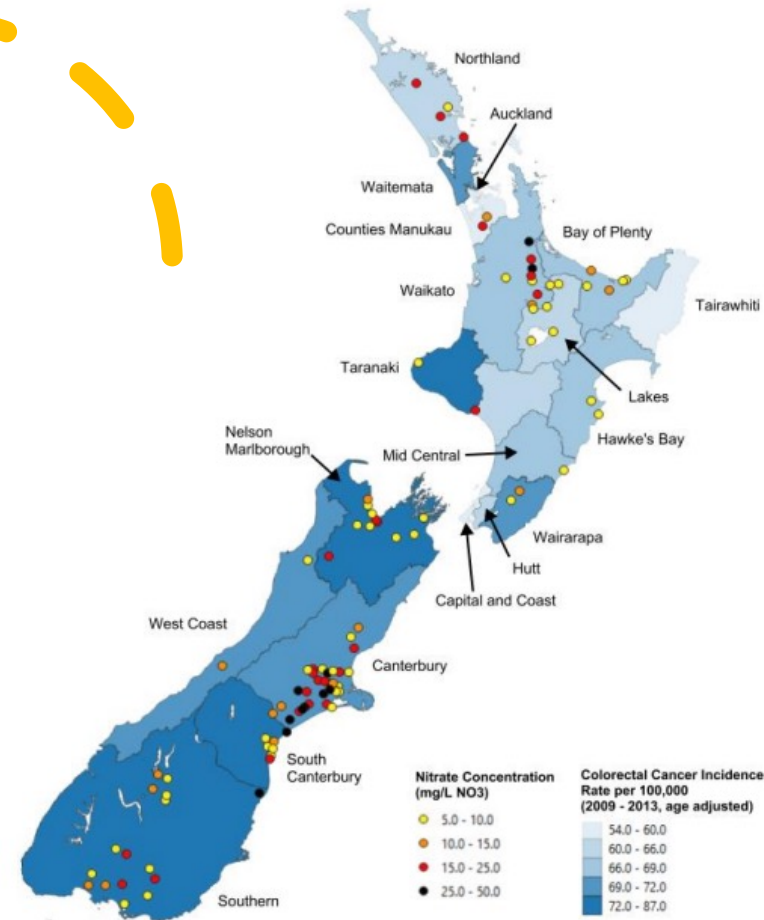 Northland
Auckland
Waitemata
Counties Manukau
Bay of Plenty
Waikato
Tairawhiti
Taranaki
Lakes
Nelson
Marlborough
Mid Central
Hawke's Bay
Wairarapa
Hutt
Capital and Coast
West Coast
Canterbury
South
Canterbury
Southern
Nitrate Concentration
(mg/L NO3)
5.0 - 10.0
10.0 - 15.0
15.0 - 25.0
25.0 - 50.0
Colorectal Cancer Incidence
Rate per 100,000
(2009 - 2013, age adjusted)
54.0 - 60.0
60.0 - 66.0
66.0 - 69.0
69.0 - 72.0
72.0 - 87.0